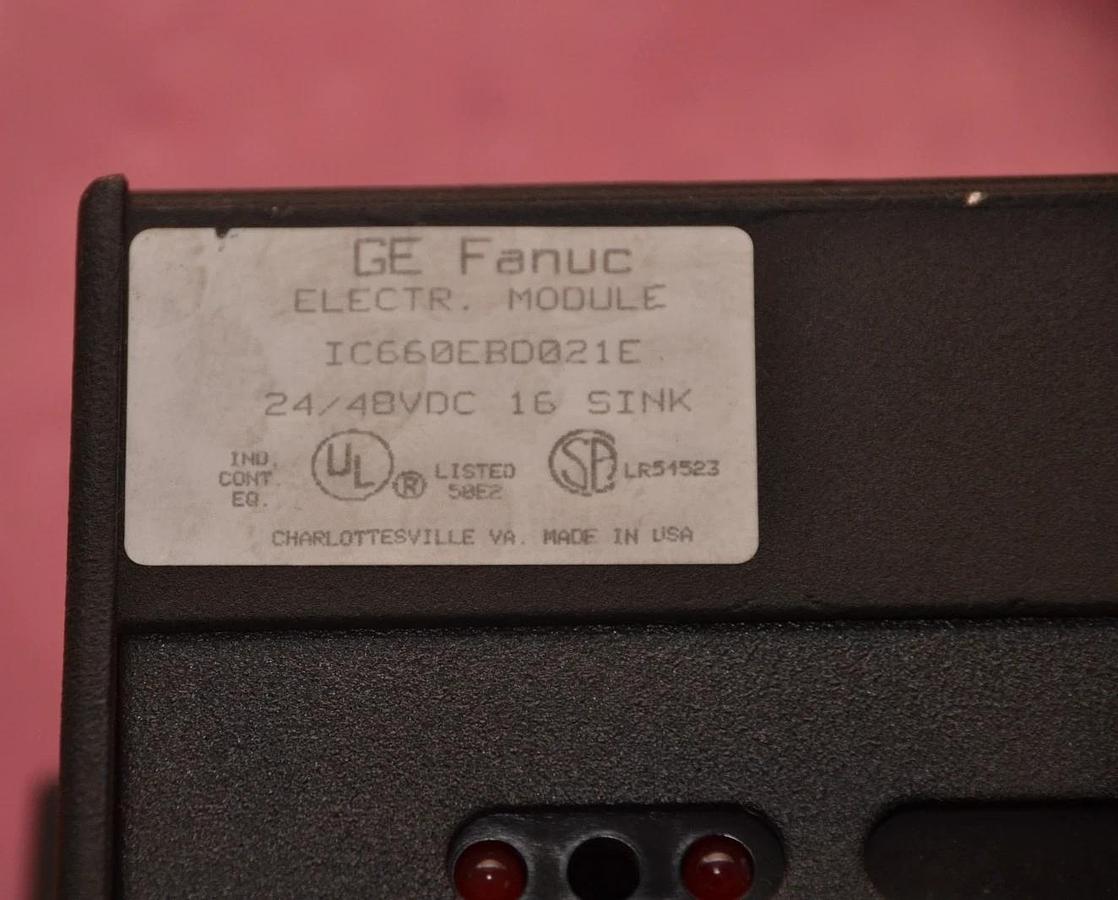 GE Fanuc
ELECTR. MODULE
IC660EBD021E
24/48VDC 16 SINK
IND. CONT. EQ.
UL ® LISTED 50E2
SA LR54523
CHARLOTTESVILLE VA. MADE IN USA